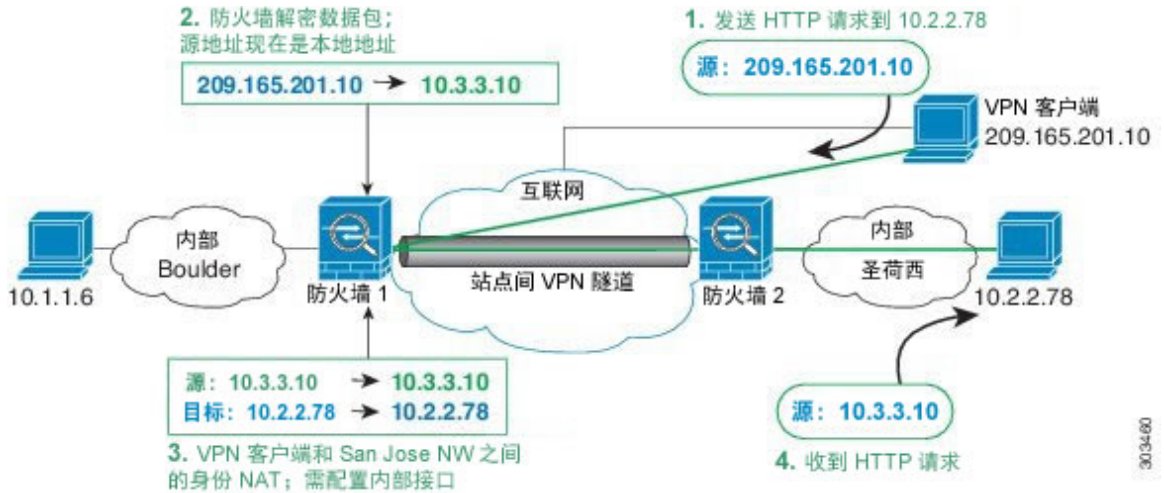 2. 防火墙解密数据包；
源地址现在是本地地址
209.165.201.10 → 10.3.3.10
1. 发送 HTTP 请求到 10.2.2.78
源：209.165.201.10
VPN 客户端
209.165.201.10
互联网
内部
Boulder
10.1.1.6
防火墙 1
站点间 VPN 隧道
防火墙 2
内部
圣荷西
10.2.2.78
源：10.3.3.10 → 10.3.3.10
目标：10.2.2.78 → 10.2.2.78
3. VPN 客户端和 San Jose NW 之间
的身份 NAT；需配置内部接口
源：10.3.3.10
4. 收到 HTTP 请求
303460